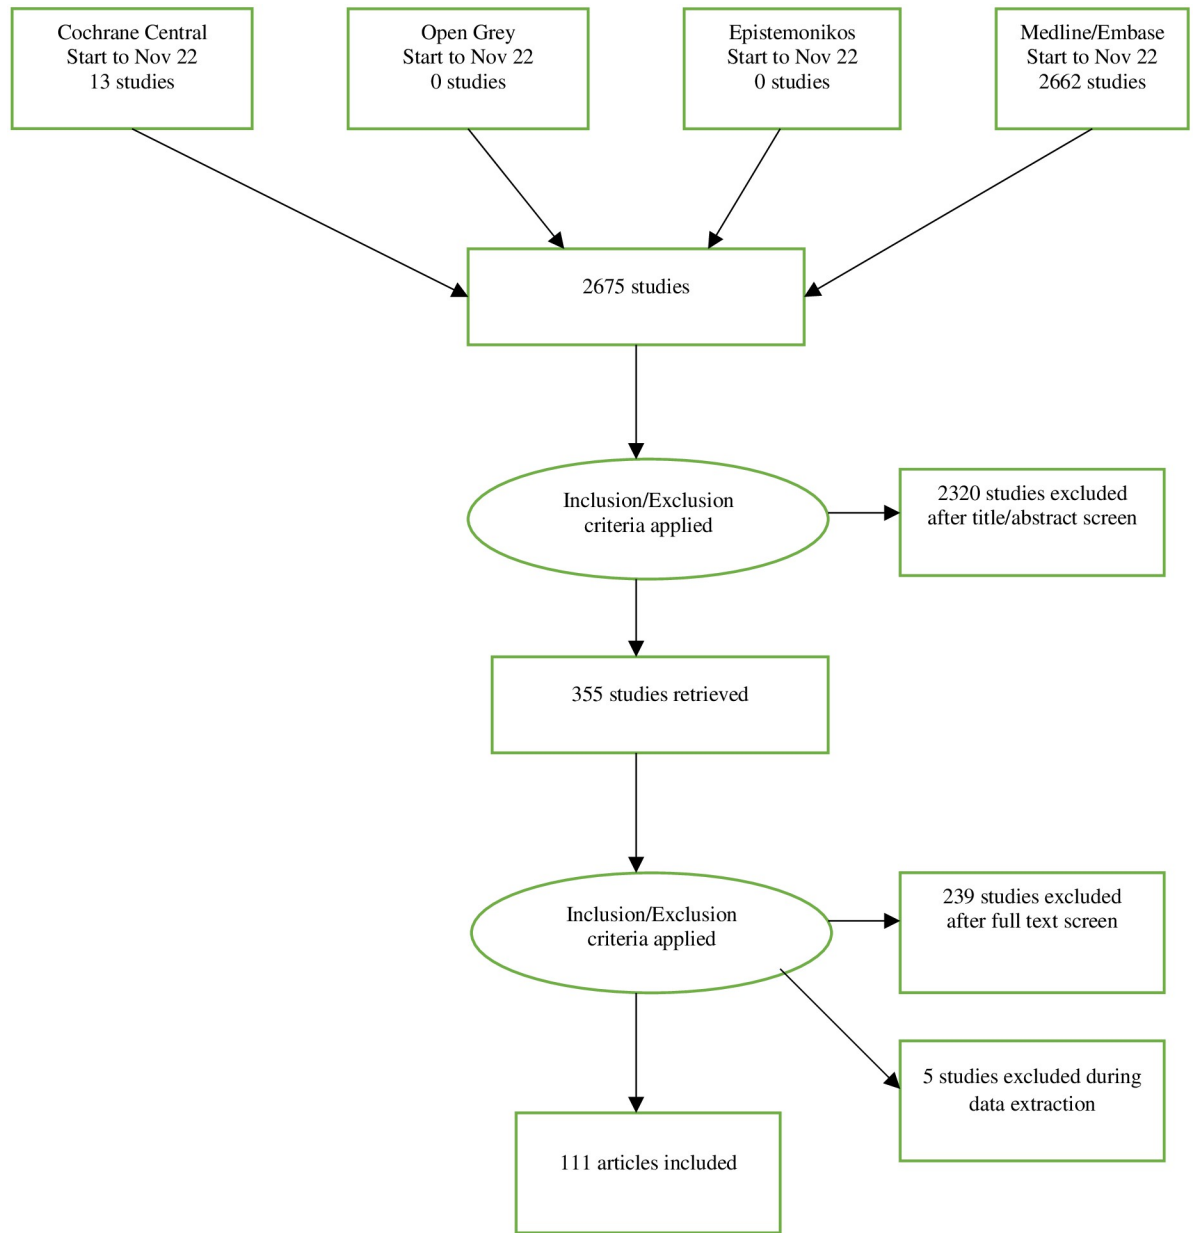 Cochrane Central
Start to Nov 22
13 studies
Open Grey
Start to Nov 22
0 studies
Epistemonikos
Start to Nov 22
0 studies
Medline/Embase
Start to Nov 22
2662 studies
2675 studies
Inclusion/Exclusion
criteria applied
2320 studies excluded
after title/abstract screen
355 studies retrieved
Inclusion/Exclusion
criteria applied
239 studies excluded
after full text screen
5 studies excluded during
data extraction
111 articles included